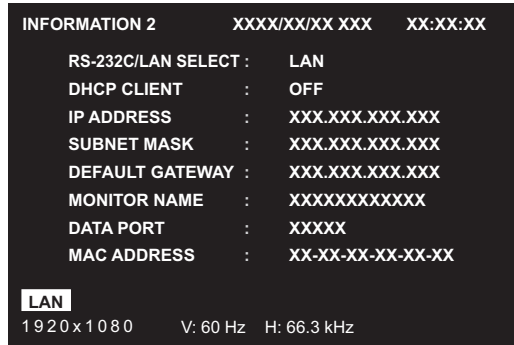 INFORMATION 2 XXXX/XX/XX XXX XX:XX:XX
RS-232C/LAN SELECT : LAN
DHCP CLIENT : OFF
IP ADDRESS : XXX.XXX.XXX.XXX
SUBNET MASK : XXX.XXX.XXX.XXX
DEFAULT GATEWAY : XXX.XXX.XXX.XXX
MONITOR NAME : XXXXXXXXXXXX
DATA PORT : XXXXX
MAC ADDRESS : XX-XX-XX-XX-XX-XX
LAN
1920x1080 V: 60 Hz H: 66.3 kHz